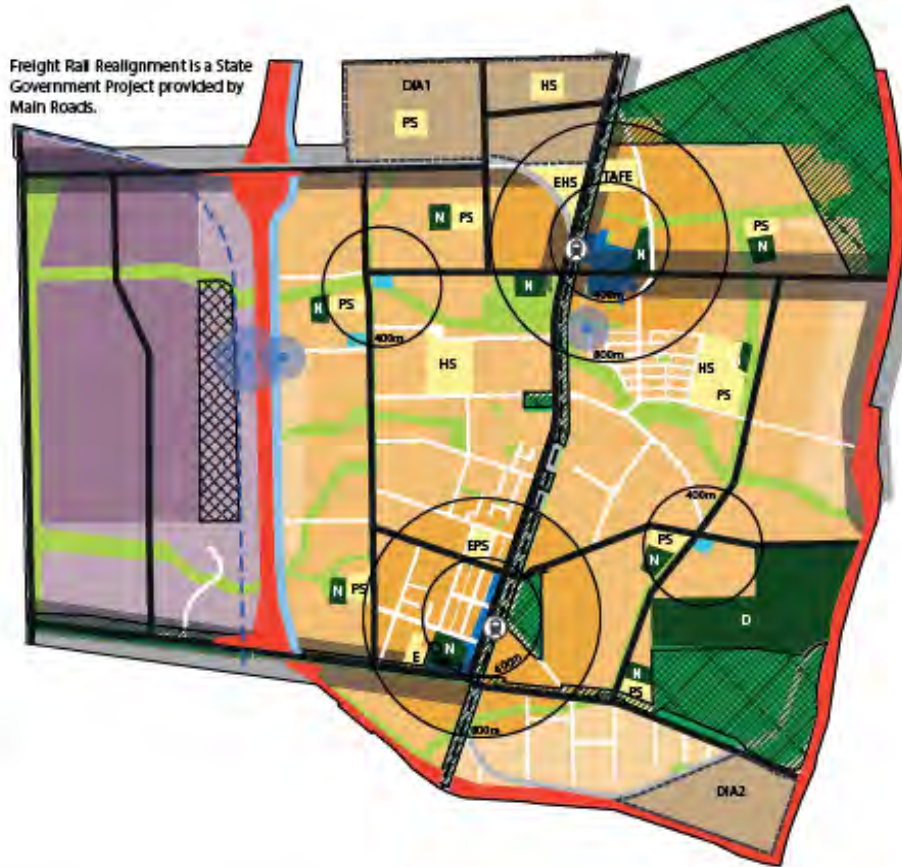 Freight Rail Realignment is a State
Government Project provided by
Main Roads.
DIA1
HS
PS
EHS
TAFE
N
PS
PS
N
N
N
N
PS
400m
400m
800m
HS
HS
PS
400m
EPS
PS
N
N
PS
D
E
N
400m
N
PS
800m
DIA2